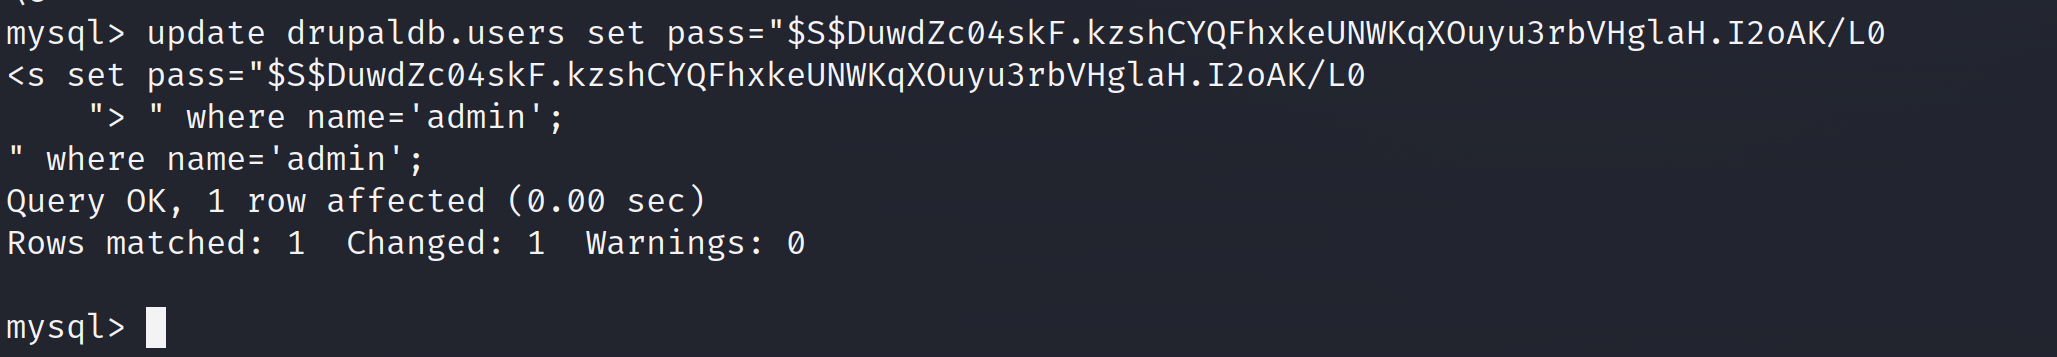 mysql> update drupaldb.users set pass="$S$DuwdZc04skF.kzshCYQFhxkeUNWKqXOuyu3rbVHglaH.I2oAK/L0
<s set pass="$S$DuwdZc04skF.kzshCYQFhxkeUNWKqXOuyu3rbVHglaH.I2oAK/L0
    "> " where name='admin';
" where name='admin';
Query OK, 1 row affected (0.00 sec)
Rows matched: 1  Changed: 1  Warnings: 0
mysql>